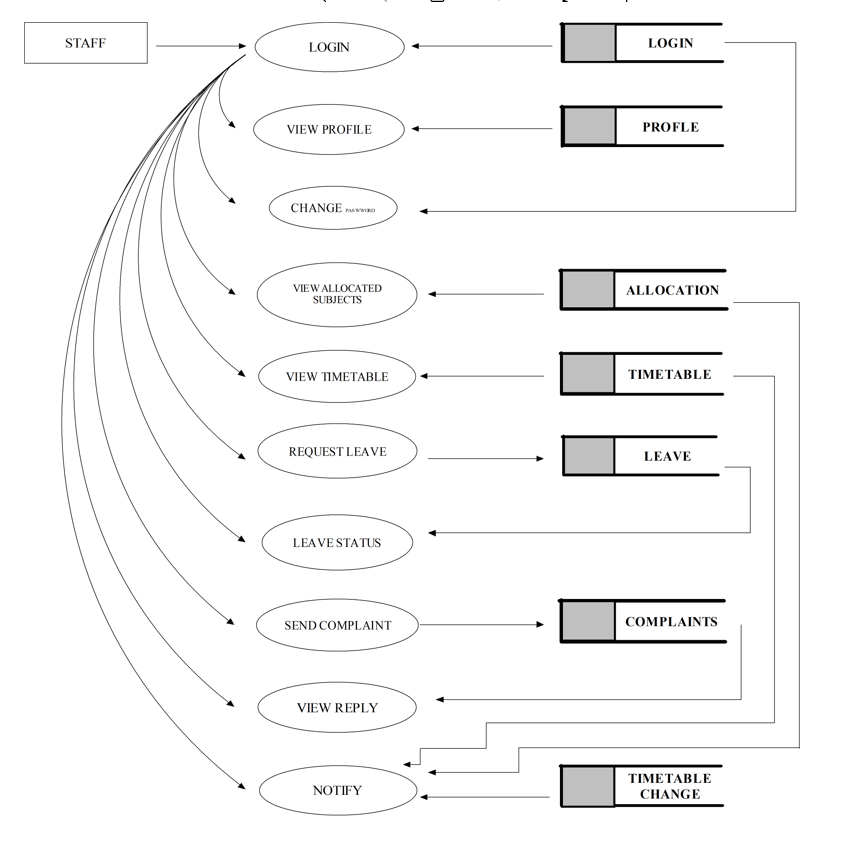 STAFF
LOGIN
LOGIN
VIEW PROFILE
PROFLE
CHANGE PASWWORD
VIEW ALLOCATED
SUBJECTS
ALLOCATION
VIEW TIMETABLE
TIMETABLE
REQUEST LEAVE
LEAVE
LEAVE STATUS
SEND COMPLAINT
COMPLAINTS
VIEW REPLY
NOTIFY
TIMETABLE
CHANGE